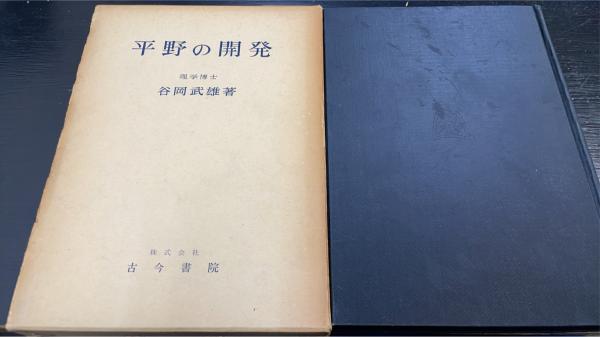 平野の開発
理学博士
谷岡武雄著
株式会社
古今書院